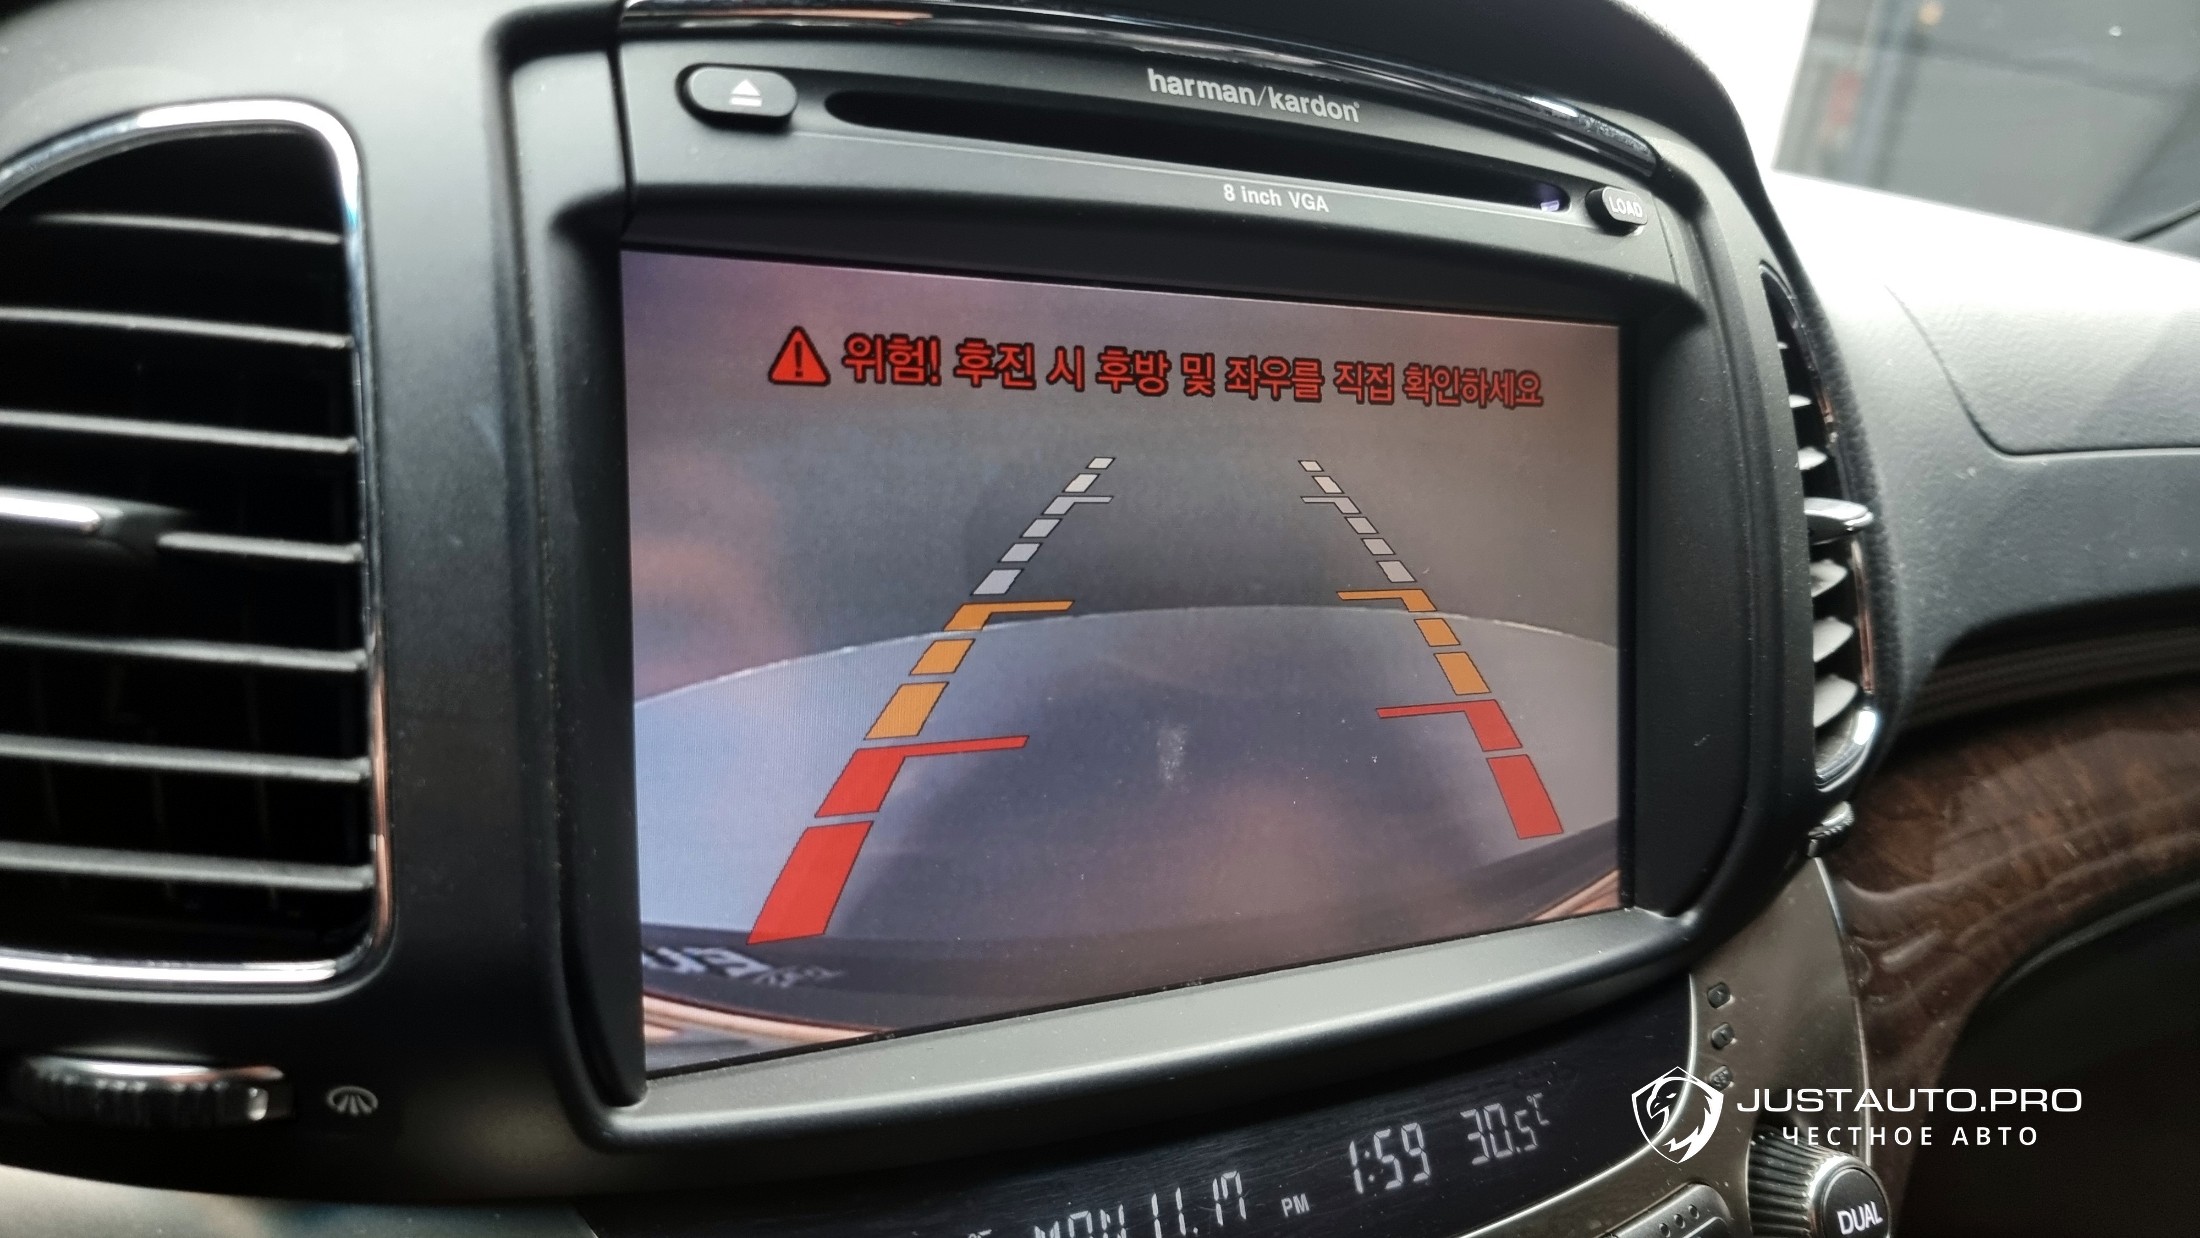 harman/kardon
8 inch VGA
LOAD
위험! 후진 시 후방 및 좌우를 직접 확인하세요
MON 11.17 PM 1:59 30.5℃
DUAL
JUSTAUTO.PRO
ЧЕСТНОЕ АВТО